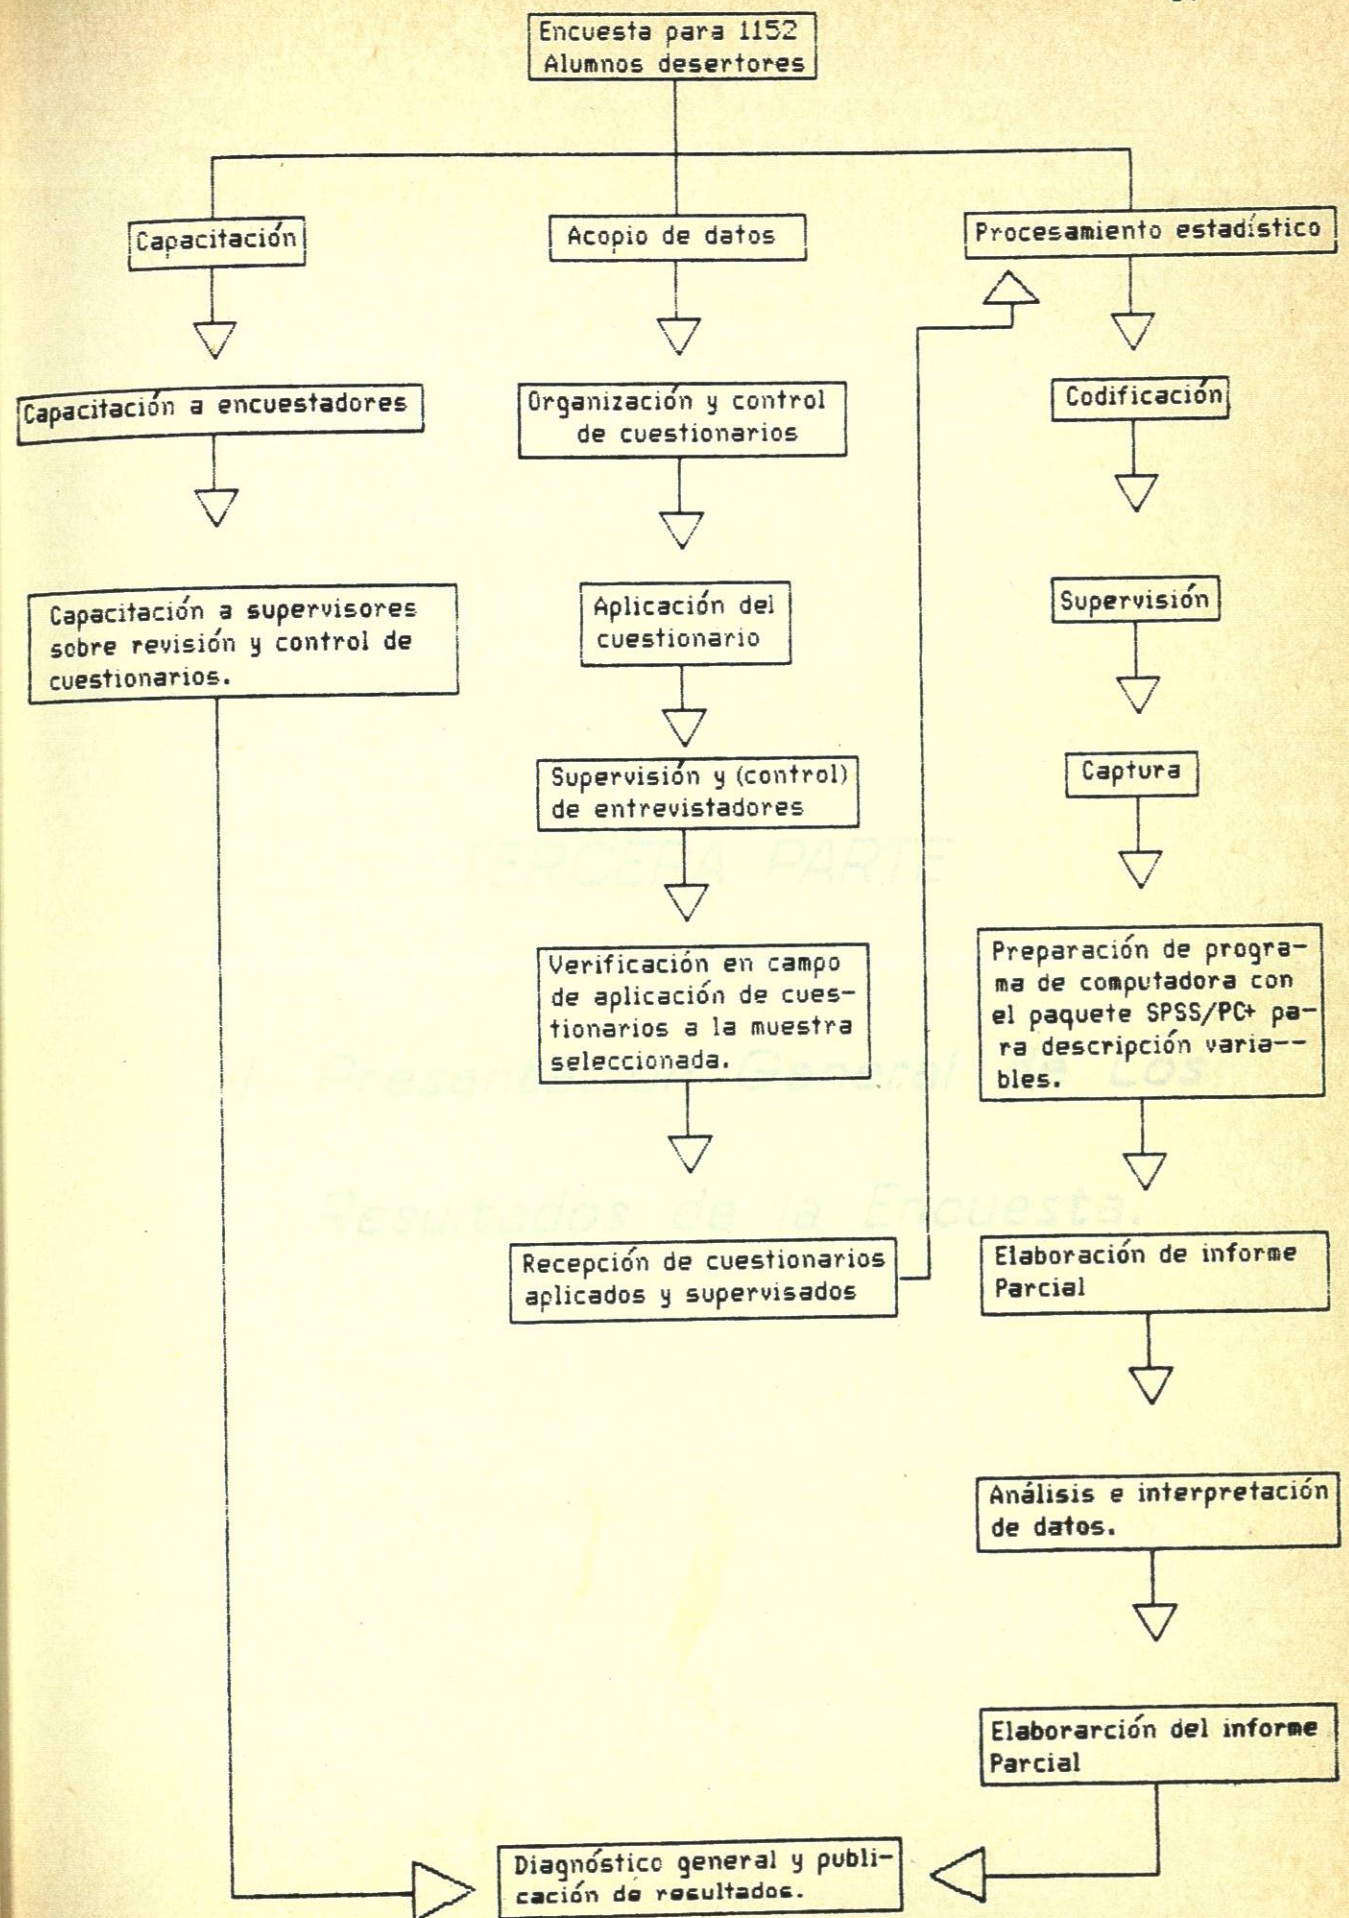 Encuesta para 1152
Alumnos desertores
Capacitación
Acopio de datos
Procesamiento estadístico
Capacitación a encuestadores
Organización y control
de cuestionarios
Codificación
Capacitación a supervisores
sobre revisión y control de
cuestionarios.
Aplicación del
cuestionario
Supervisión
Supervisión y (control)
de entrevistadores
Captura
TERCERA PARTE
Verificación en campo
de aplicación de cues-
tionarios a la muestra
seleccionada.
Preparación de progra-
ma de computadora con
el paquete SPSS/PC+ pa-
ra descripción varia--
bles.
General de Los
Resultados de la Encuesta.
Recepción de cuestionarios
aplicados y supervisados
Elaboración de informe
Parcial
Análisis e interpretación
de datos.
Elaborarción del informe
Parcial
Diagnóstico general y publi-
cación de resultados.